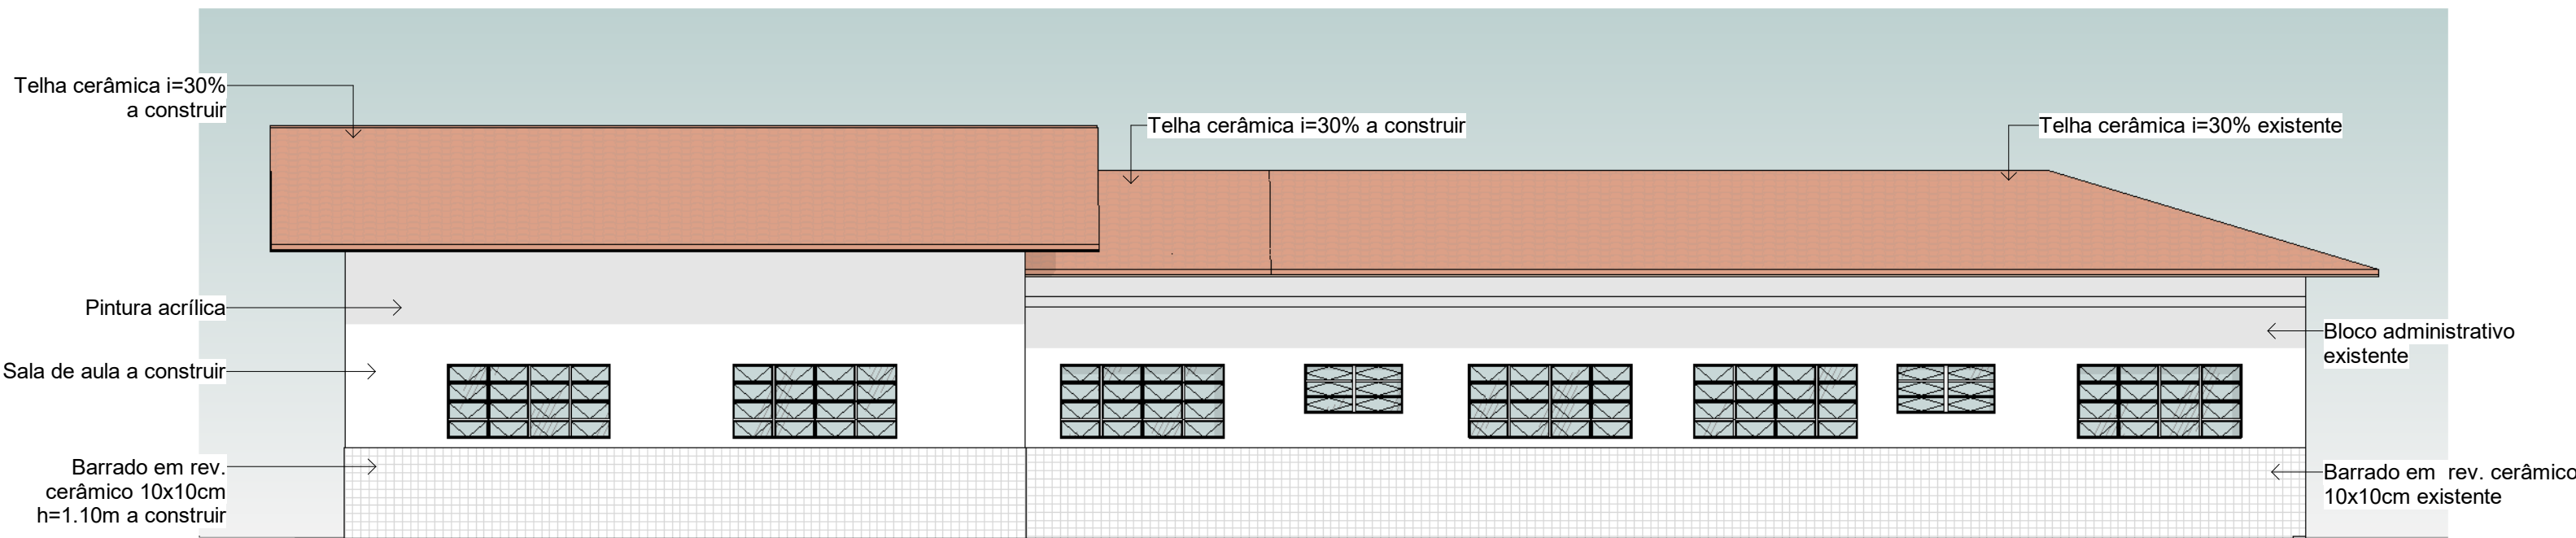 Telha cerâmica i=30%
a construir
Telha cerâmica i=30% a construir
Telha cerâmica i=30% existente
Pintura acrílica
Sala de aula a construir
Barrado em rev.
cerâmico 10x10cm
h=1.10m a construir
Bloco administrativo
existente
Barrado em  rev. cerâmico
10x10cm existente